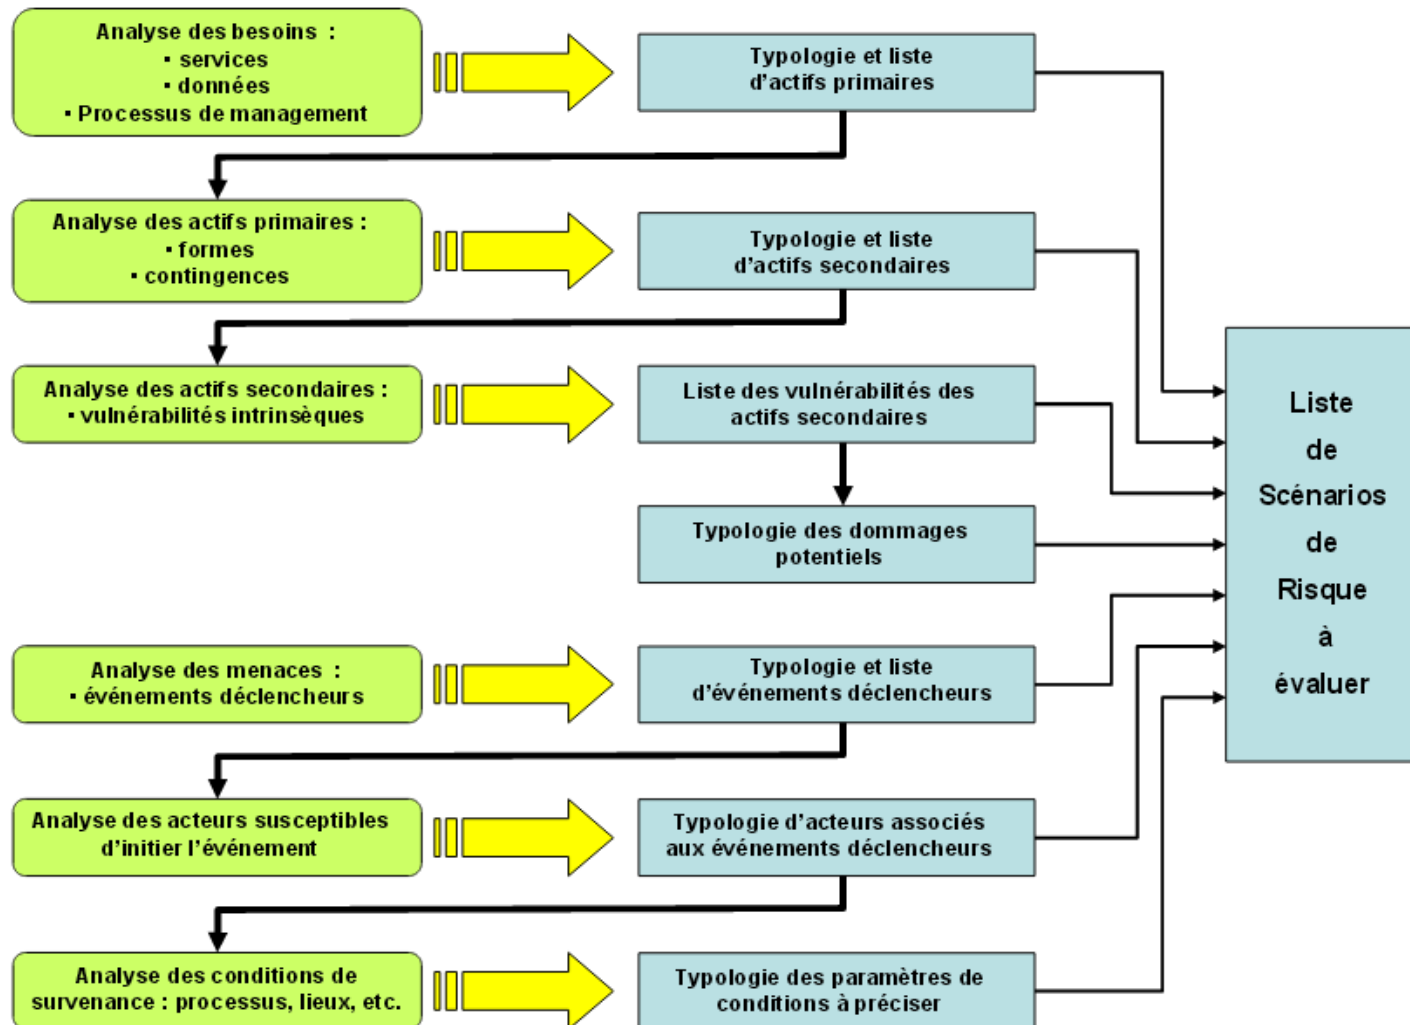 Analyse des besoins :
▪ services
▪ données
▪ Processus de management
Typologie et liste
d'actifs primaires
Analyse des actifs primaires :
▪ formes
▪ contingences
Typologie et liste
d'actifs secondaires
Analyse des actifs secondaires :
▪ vulnérabilités intrinsèques
Liste des vulnérabilités des
actifs secondaires
Typologie des dommages
potentiels
Analyse des menaces :
▪ événements déclencheurs
Typologie et liste
d'événements déclencheurs
Analyse des acteurs susceptibles
d'initier l'événement
Typologie d'acteurs associés
aux événements déclencheurs
Analyse des conditions de
survenance : processus, lieux, etc.
Typologie des paramètres de
conditions à préciser
Liste
de
Scénarios
de
Risque
à
évaluer